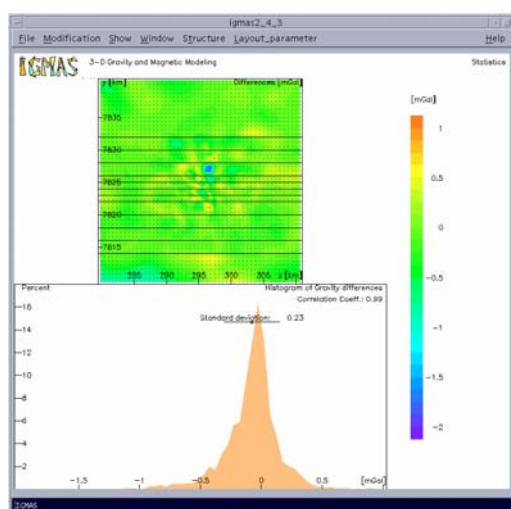 igmas2_4_3
File Modification Show Window Structure Layout_parameter Help
IGMAS 3-D Gravity and Magnetic Modeling Statistics
y [km] Differences [mGal] [mGal]
7835
7830
7825
7820
7815
285 290 295 300 305 x [km]
1
0.5
0
-0.5
-1
-1.5
-2
Percent Histogram of Gravity differences
Correlation Coeff.: 0.99
Standard deviation: 0.23
16
14
12
10
8
6
4
2
-1.5 -1 -0.5 0 0.5 [mGal]
IGMAS